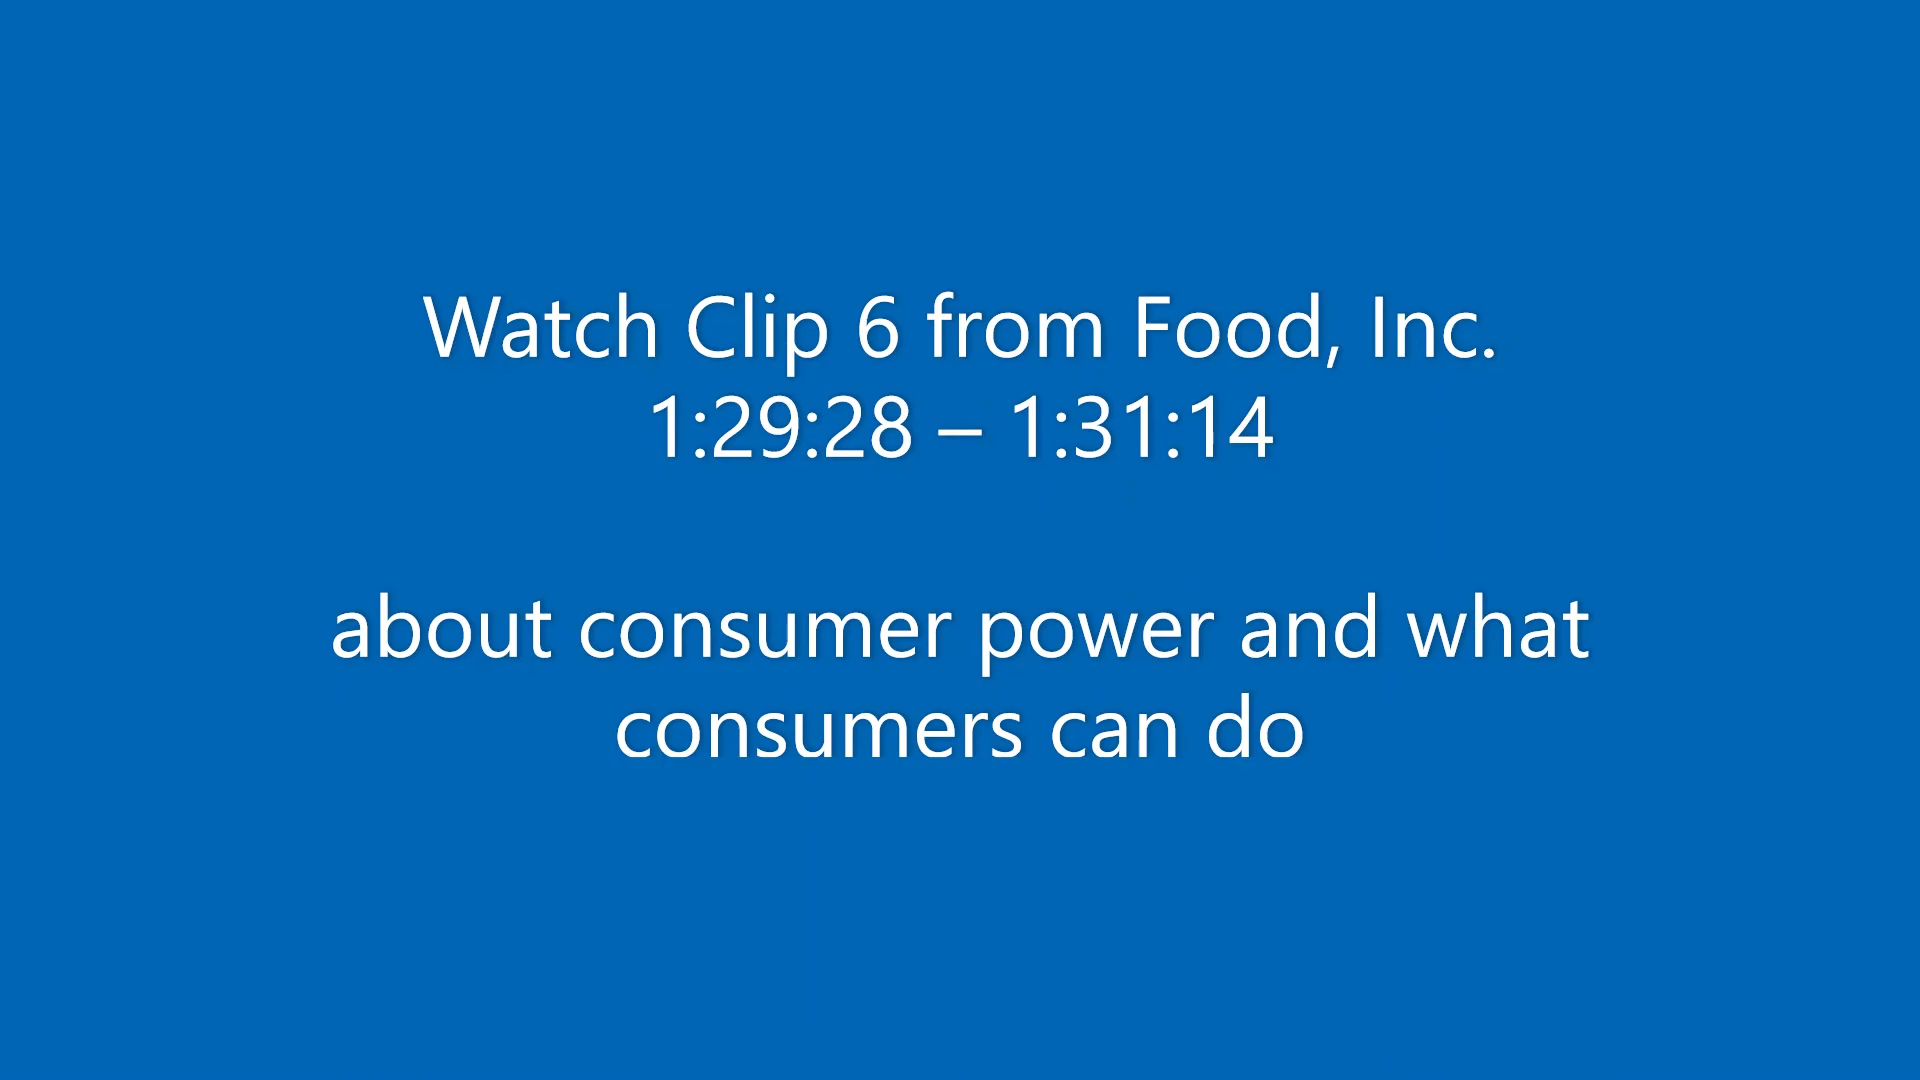 Watch Clip 6 from Food, Inc.
1:29:28 – 1:31:14
about consumer power and what
consumers can do